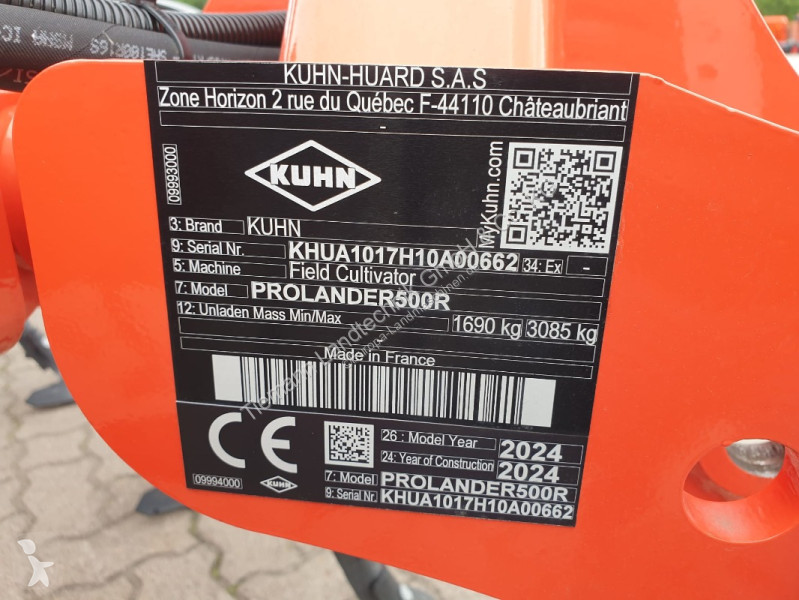 KUHN-HUARD S.A.S
Zone Horizon 2 rue du Québec F-44110 Châteaubriant
-
09993000
KUHN
MyKuhn.com
3: Brand KUHN
9: Serial Nr. KHUA1017H10A00662 34: Ex -
5: Machine Field Cultivator
7: Model PROLANDER500R
12: Unladen Mass Min/Max 1690 kg 3085 kg
Made in France
CE
26 : Model Year 2024
24: Year of Construction 2024
7: Model PROLANDER500R
9: Serial Nr. KHUA1017H10A00662
09994000
KUHN